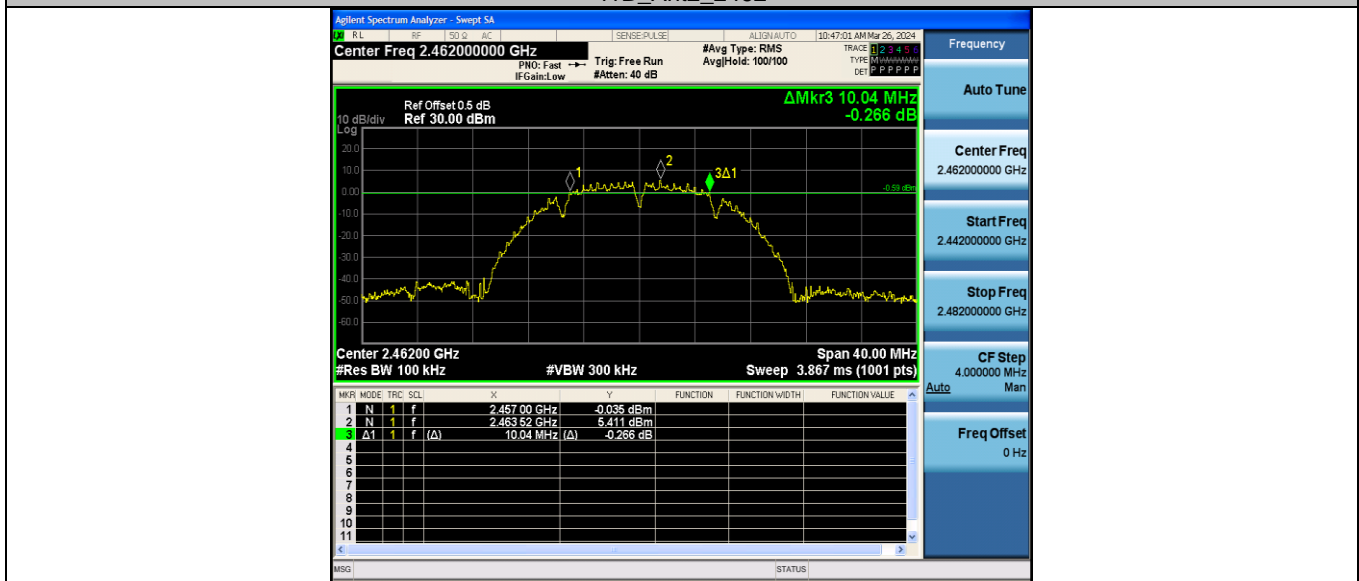 Agilent Spectrum Analyzer - Swept SA
RL RF 50 Ω AC SENSE:PULSE ALIGNAUTO 10:47:01 AM Mar 26, 2024
Center Freq 2.462000000 GHz
PNO: Fast
IFGain:Low
Trig: Free Run
#Atten: 40 dB
#Avg Type: RMS
Avg|Hold: 100/100
TRACE 1 2 3 4 5 6
TYPE
DET P P P P P P
ΔMkr3 10.04 MHz
-0.266 dB
Ref Offset 0.5 dB
10 dB/div Ref 30.00 dBm
Log
20.0
10.0
0.00
-10.0
-20.0
-30.0
-40.0
-50.0
-60.0
1
2
3Δ1
-0.59 dBm
Center 2.46200 GHz Span 40.00 MHz
#Res BW 100 kHz #VBW 300 kHz Sweep 3.867 ms (1001 pts)
MKR MODE TRC SCL X Y FUNCTION FUNCTION WIDTH FUNCTION VALUE
1 N 1 f 2.457 00 GHz -0.035 dBm
2 N 1 f 2.463 52 GHz 5.411 dBm
3 Δ1 1 f (Δ) 10.04 MHz (Δ) -0.266 dB
4
5
6
7
8
9
10
11
MSG STATUS
Frequency
Auto Tune
Center Freq
2.462000000 GHz
Start Freq
2.442000000 GHz
Stop Freq
2.482000000 GHz
CF Step
4.000000 MHz
Auto Man
Freq Offset
0 Hz